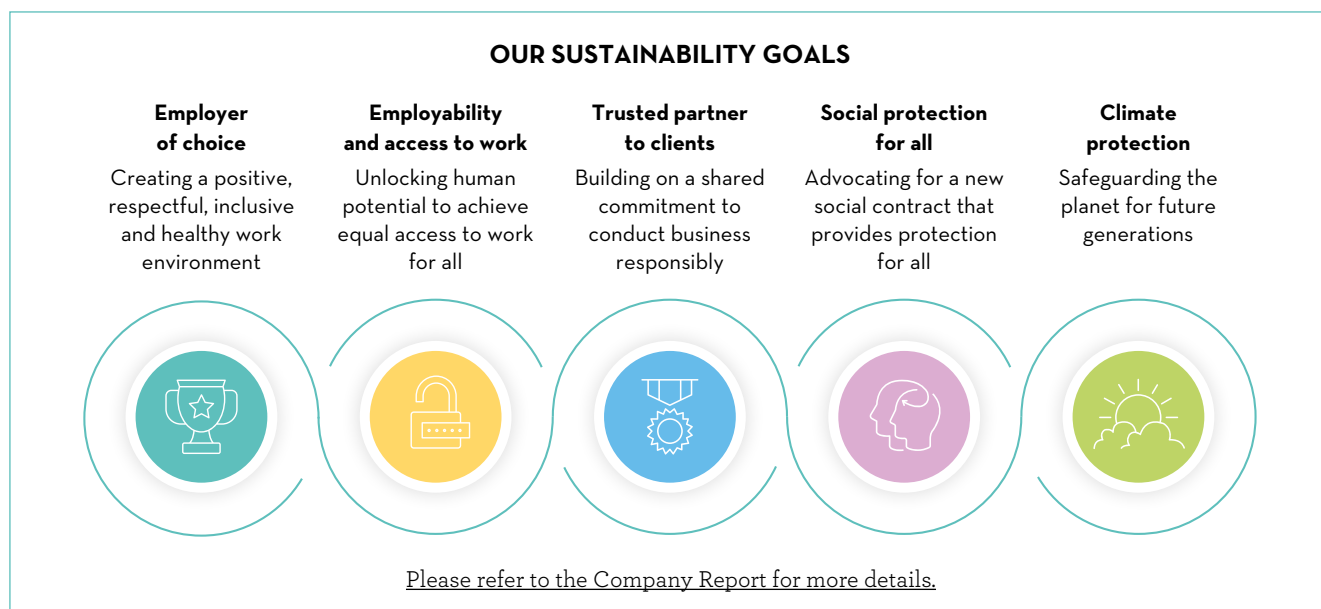 OUR SUSTAINABILITY GOALS
Employer
of choice
Creating a positive,
respectful, inclusive
and healthy work
environment
Employability
and access to work
Unlocking human
potential to achieve
equal access to work
for all
Trusted partner
to clients
Building on a shared
commitment to
conduct business
responsibly
Social protection
for all
Advocating for a new
social contract that
provides protection
for all
Climate
protection
Safeguarding the
planet for future
generations
Please refer to the Company Report for more details.